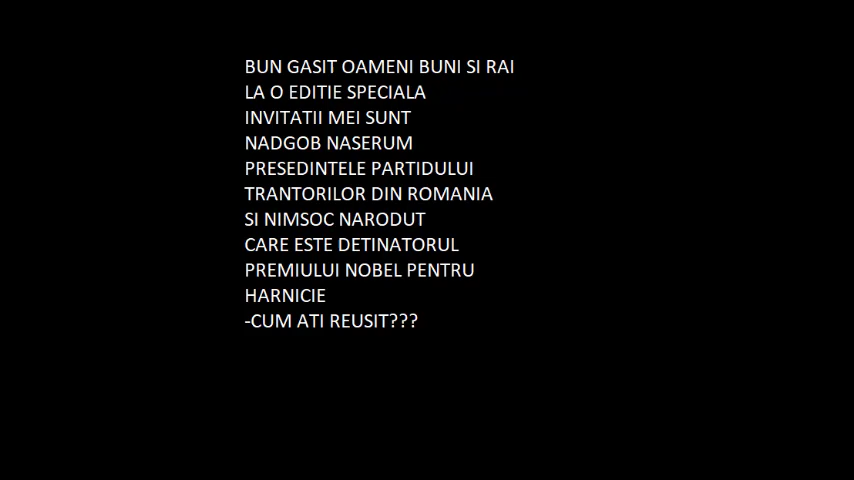 BUN GASIT OAMENI BUNI SI RAI
LA O EDITIE SPECIALA
INVITATII MEI SUNT
NADGOB NASERUM
PRESEDINTELE PARTIDULUI
TRANTORILOR DIN ROMANIA
SI NIMSOC NARODUT
CARE ESTE DETINATORUL
PREMIULUI NOBEL PENTRU
HARNICIE
-CUM ATI REUSIT???